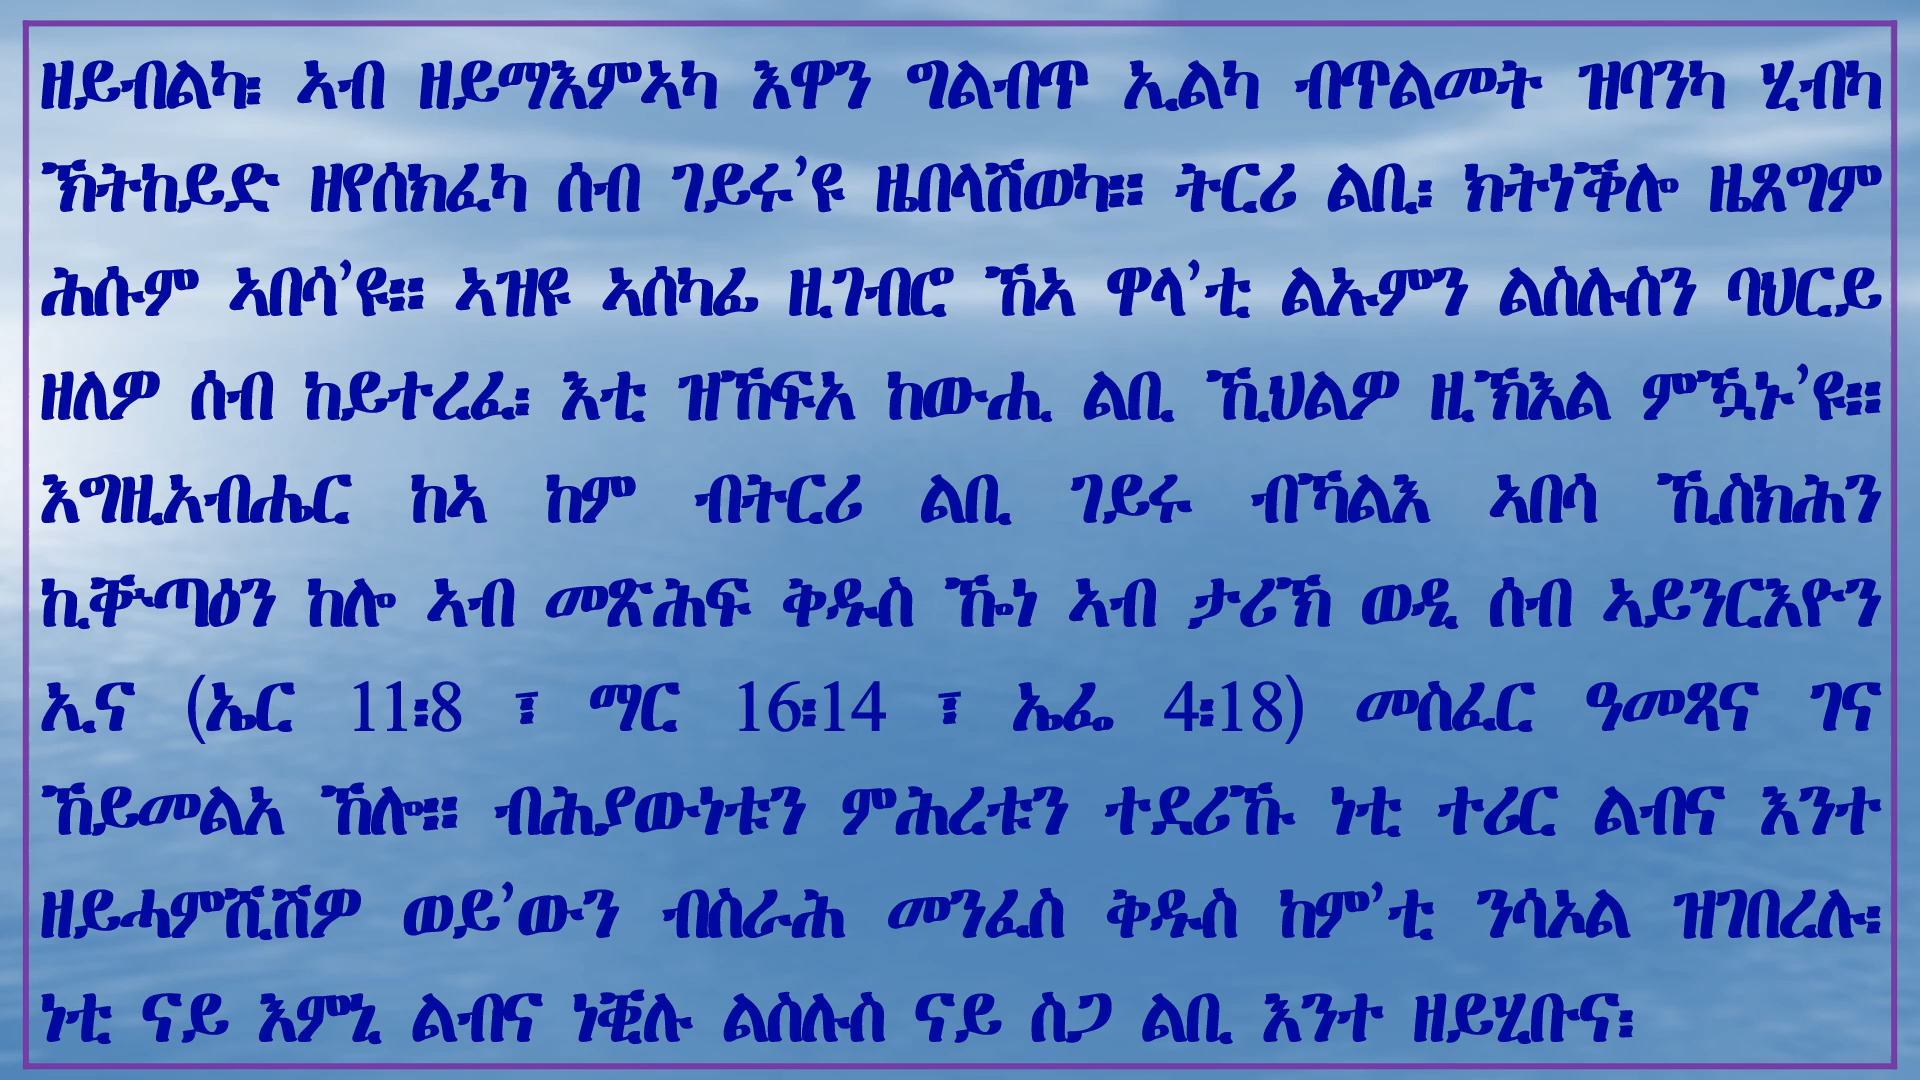 ዘይብልካ፡ ኣብ ዘይማእምኣካ እዋን ግልብጥ ኢልካ ብጥልመት ዝባንካ ሂብካ
ኽትከይድ ዘየሰክፈካ ሰብ ገይሩ’ዩ ዜበላሽወካ። ትርሪ ልቢ፡ ክትነቕሎ ዜጸግም
ሕሱም ኣበሳ’ዩ። ኣዝዩ ኣሰካፊ ዚገብሮ ኸኣ ዋላ’ቲ ልኡምን ልስሉስን ባህርይ
ዘለዎ ሰብ ከይተረፈ፡ እቲ ዝኸፍአ ከውሒ ልቢ ኺህልዎ ዚኽእል ምዃኑ’ዩ።
እግዚአብሔር ከኣ ከም ብትርሪ ልቢ ገይሩ ብኻልእ ኣበሳ ኺስክሕን
ኪቑጣዕን ከሎ ኣብ መጽሕፍ ቅዱስ ኹነ ኣብ ታሪኽ ወዲ ሰብ ኣይንርእዮን
ኢና (ኤር 11፡8 ፤ ማር 16፡14 ፤ ኤፌ 4፡18) መስፈር ዓመጻና ገና
ኸይመልአ ኸሎ። ብሕያውነቱን ምሕረቱን ተደሪኹ ነቲ ተሪር ልብና እንተ
ዘይሓምሺሽዎ ወይ’ውን ብስራሕ መንፈስ ቅዱስ ከም’ቲ ንሳኦል ዝገበረሉ፡
ነቲ ናይ እምኒ ልብና ነቒሉ ልስሉስ ናይ ስጋ ልቢ እንተ ዘይሂቡና፡